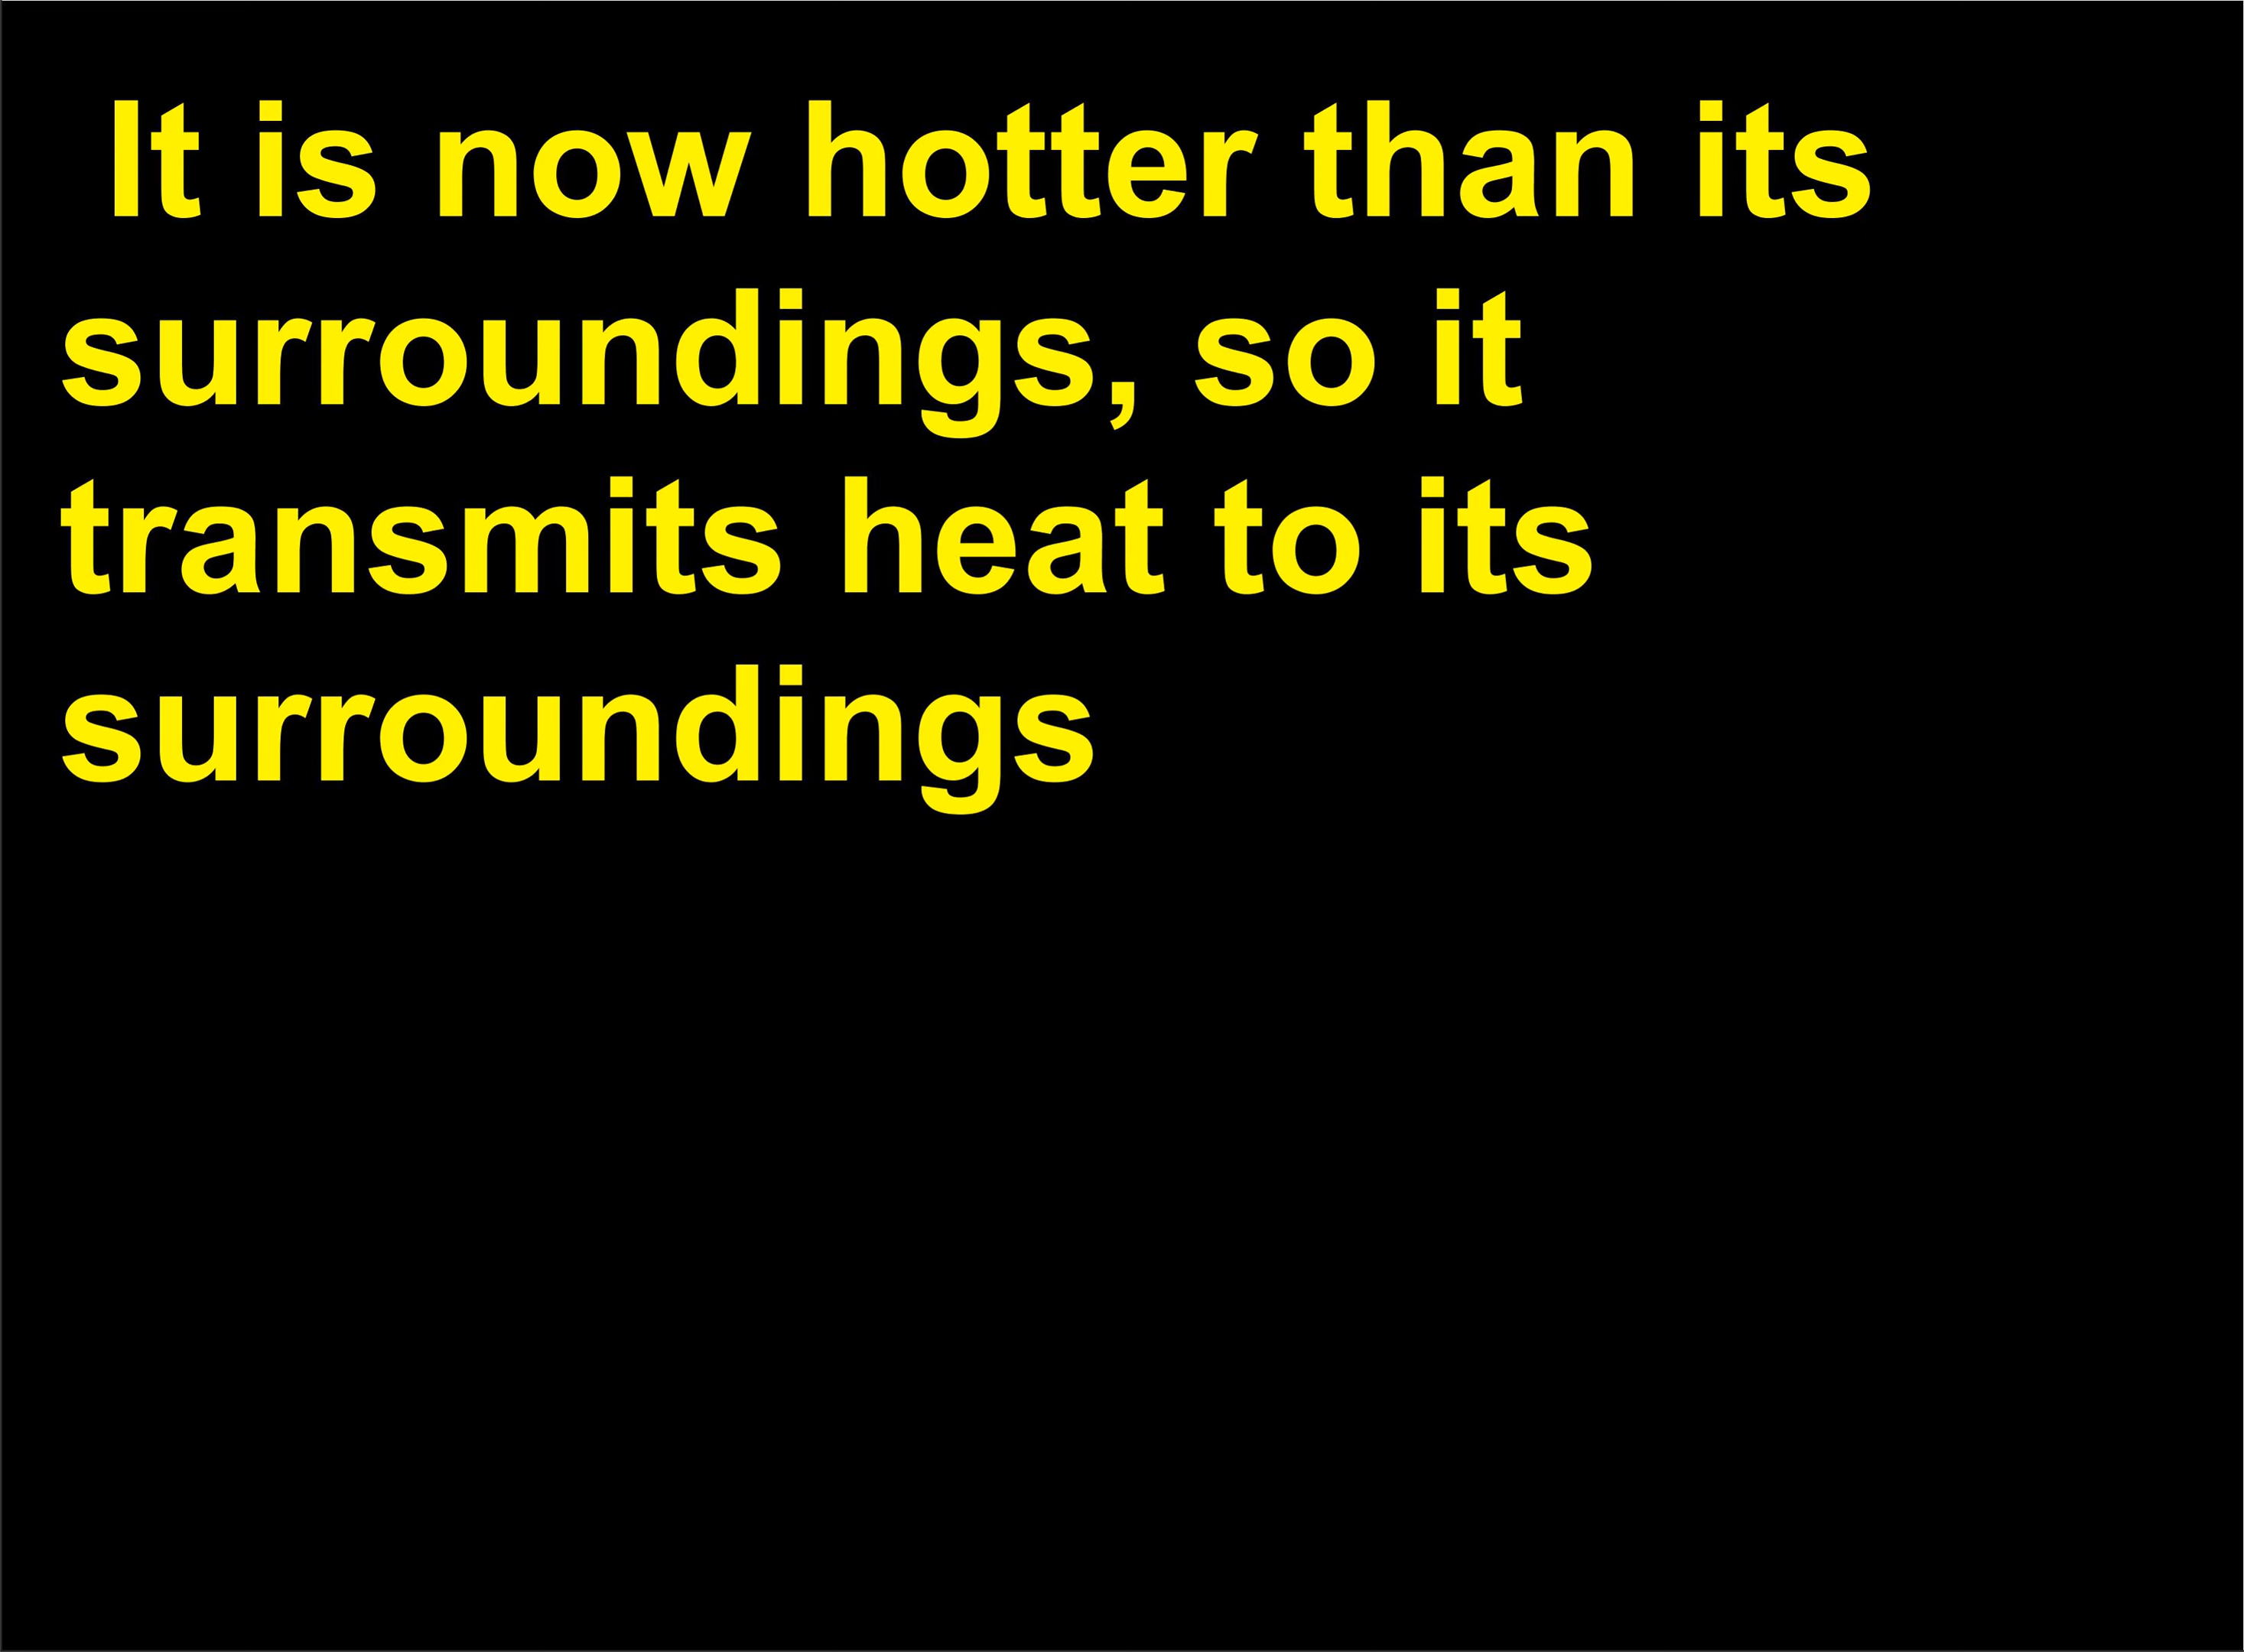 It is now hotter than its
surroundings, so it
transmits heat to its
surroundings